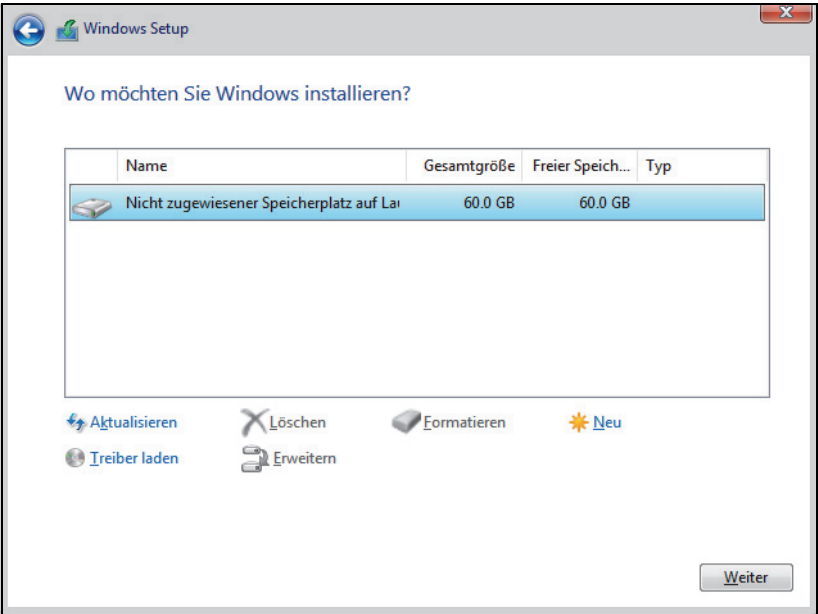 Windows Setup
Wo möchten Sie Windows installieren?
Name Gesamtgröße Freier Speich... Typ
Nicht zugewiesener Speicherplatz auf 60.0 GB 60.0 GB
Aktualisieren Löschen Formatieren Neu
Treiber laden Erweitern
Weiter